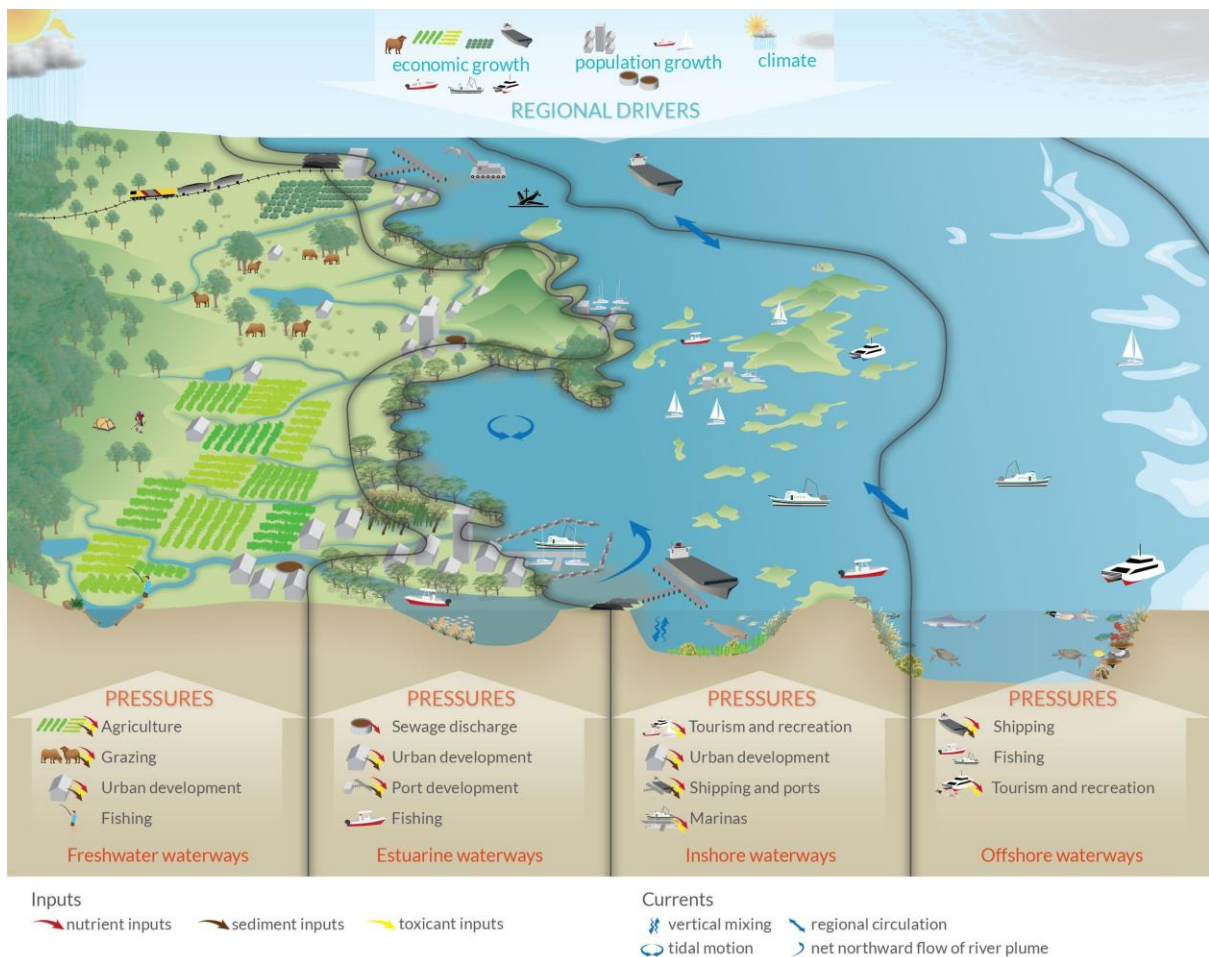 economic growth
population growth
climate
REGIONAL DRIVERS
PRESSURES
Agriculture
Grazing
Urban development
Fishing
Freshwater waterways
PRESSURES
Sewage discharge
Urban development
Port development
Fishing
Estuarine waterways
PRESSURES
Tourism and recreation
Urban development
Shipping and ports
Marinas
Inshore waterways
PRESSURES
Shipping
Fishing
Tourism and recreation
Offshore waterways
Inputs
nutrient inputs
sediment inputs
toxicant inputs
Currents
vertical mixing
regional circulation
tidal motion
net northward flow of river plume